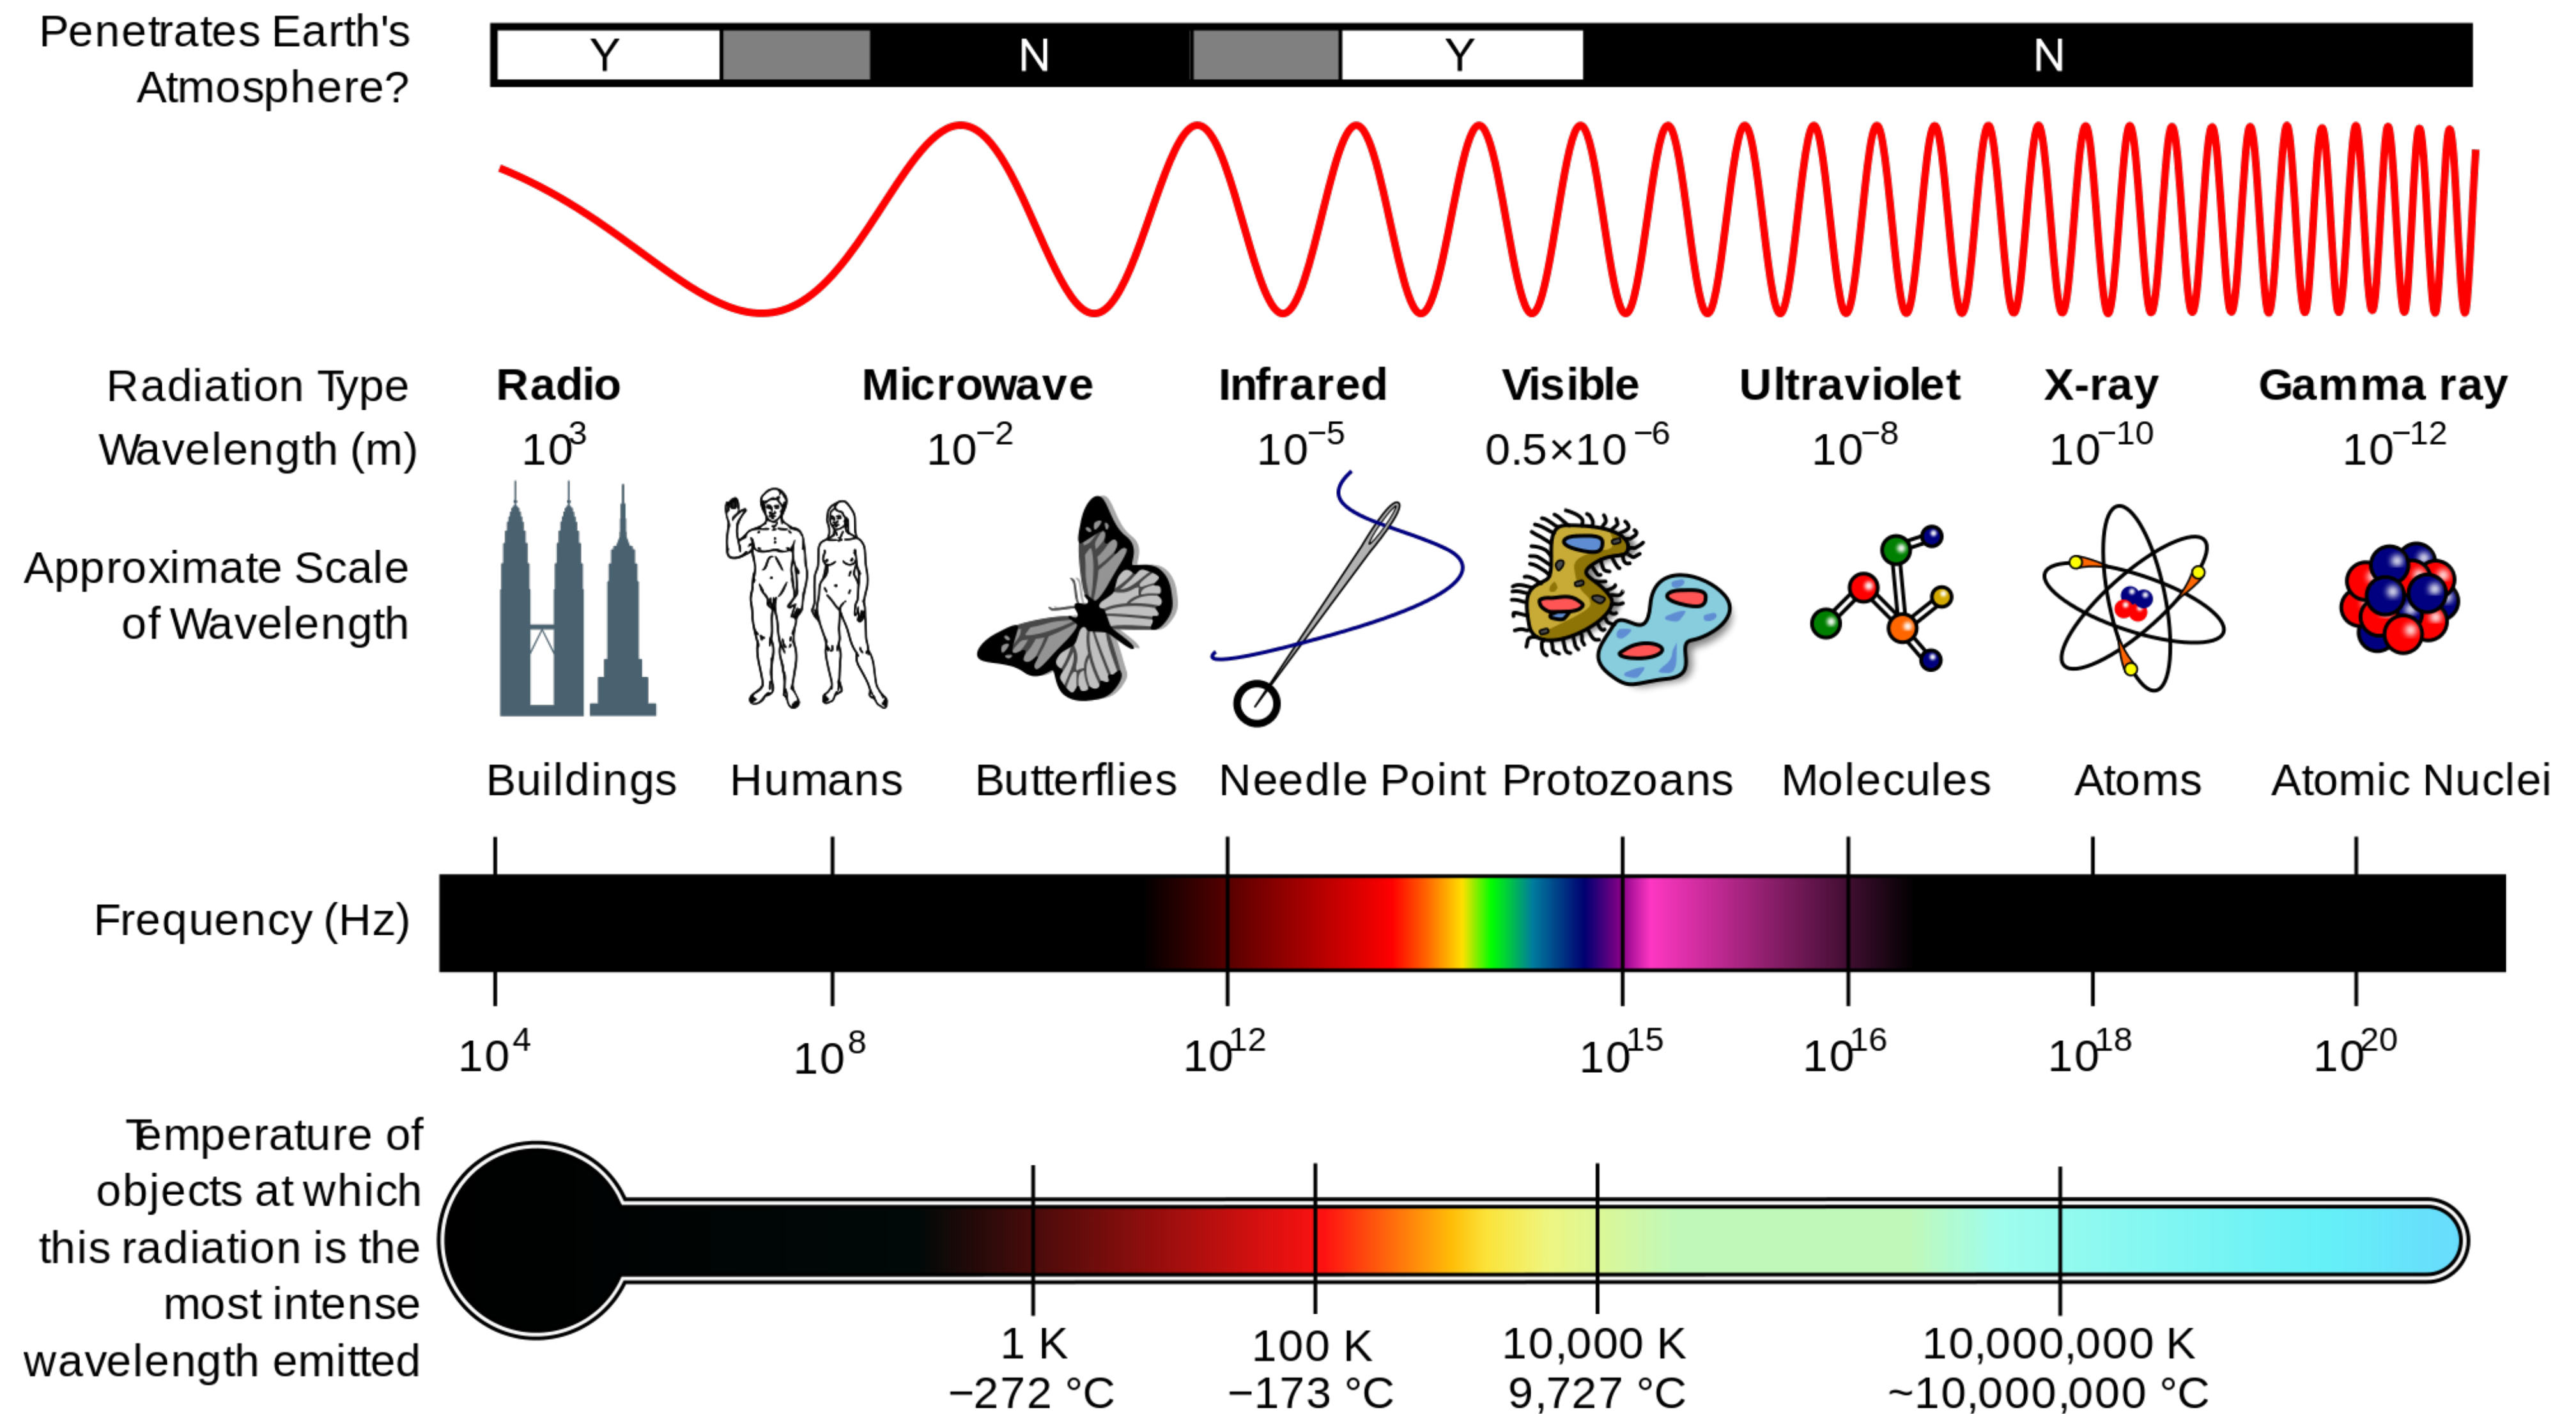 Penetrates Earth's
Atmosphere?
Y N Y N
Radiation Type
Radio Microwave Infrared Visible Ultraviolet X-ray Gamma ray
Wavelength (m)
10³ 10⁻² 10⁻⁵ 0.5×10⁻⁶ 10⁻⁸ 10⁻¹⁰ 10⁻¹²
Approximate Scale
of Wavelength
Buildings Humans Butterflies Needle Point Protozoans Molecules Atoms Atomic Nuclei
Frequency (Hz)
10⁴ 10⁸ 10¹² 10¹⁵ 10¹⁶ 10¹⁸ 10²⁰
Temperature of
objects at which
this radiation is the
most intense
wavelength emitted
1 K 100 K 10,000 K 10,000,000 K
−272 °C −173 °C 9,727 °C ~10,000,000 °C